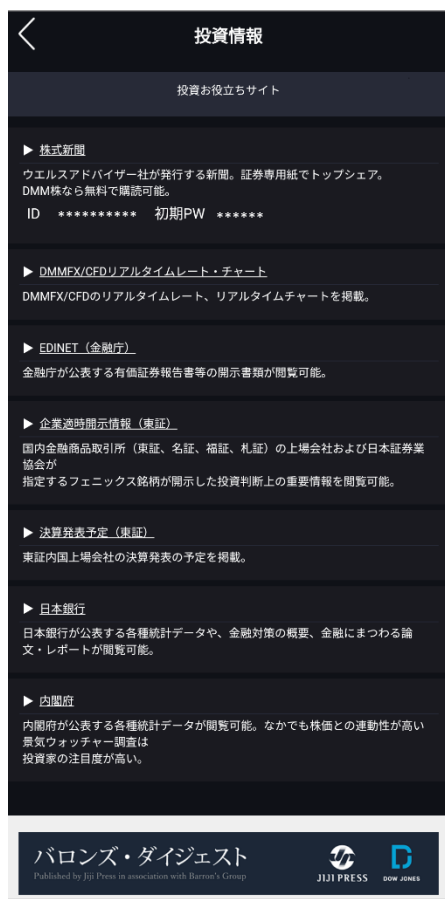 投資情報
投資お役立ちサイト
▶ 株式新聞
ウエルスアドバイザー社が発行する新聞。証券専用紙でトップシェア。
DMM株なら無料で購読可能。
ID ********** 初期PW ******
▶ DMMFX/CFDリアルタイムレート・チャート
DMMFX/CFDのリアルタイムレート、リアルタイムチャートを掲載。
▶ EDINET（金融庁）
金融庁が公表する有価証券報告書等の開示書類が閲覧可能。
▶ 企業適時開示情報（東証）
国内金融商品取引所（東証、名証、福証、札証）の上場会社および日本証券業
協会が
指定するフェニックス銘柄が開示した投資判断上の重要情報を閲覧可能。
▶ 決算発表予定（東証）
東証内国上場会社の決算発表の予定を掲載。
▶ 日本銀行
日本銀行が公表する各種統計データや、金融対策の概要、金融にまつわる論
文・レポートが閲覧可能。
▶ 内閣府
内閣府が公表する各種統計データが閲覧可能。なかでも株価との連動性が高い
景気ウォッチャー調査は
投資家の注目度が高い。
バロンズ・ダイジェスト
Published by Jiji Press in association with Barron's Group
JIJI PRESS
DOW JONES